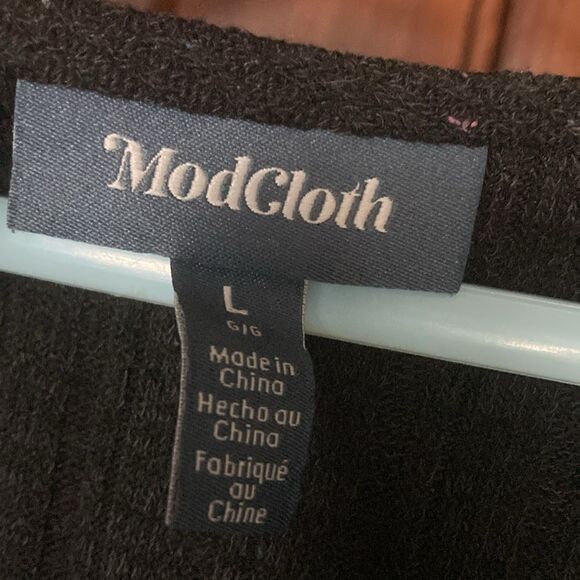 ModCloth
L
G/G
Made in
China
Hecho au
China
Fabriqué
au
Chine